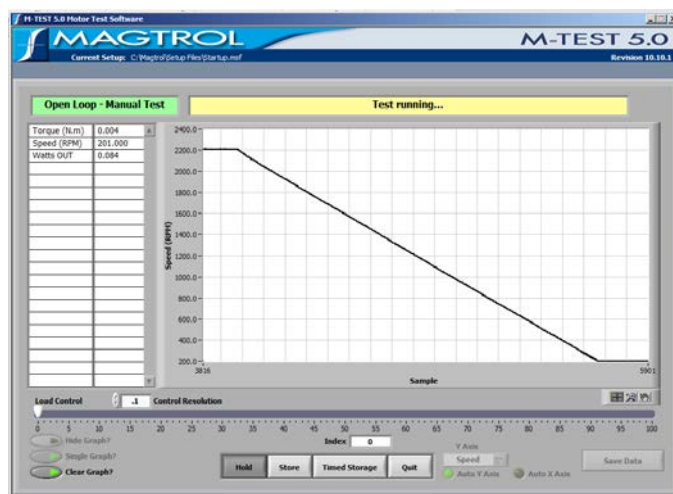 M-TEST 5.0 Motor Test Software
MAGTROL
M-TEST 5.0
Current Setup: C:\Magtrol\Setup Files\Startup.msf
Revision 10.10.1
Open Loop - Manual Test
Test running...
Torque (N.m) 0.004
Speed (RPM) 201.000
Watts OUT 0.084
2400.0
2200.0
2000.0
1800.0
1600.0
1400.0
1200.0
1000.0
800.0
600.0
400.0
200.0
Speed (RPM)
3816
5901
Sample
Load Control
.1
Control Resolution
0 5 10 15 20 25 30 35 40 45 50 55 60 65 70 75 80 85 90 95 100
Hide Graph?
Single Graph?
Clear Graph?
Index 0
Hold
Store
Timed Storage
Quit
Y Axis
Speed
Auto Y Axis
Auto X Axis
Save Data